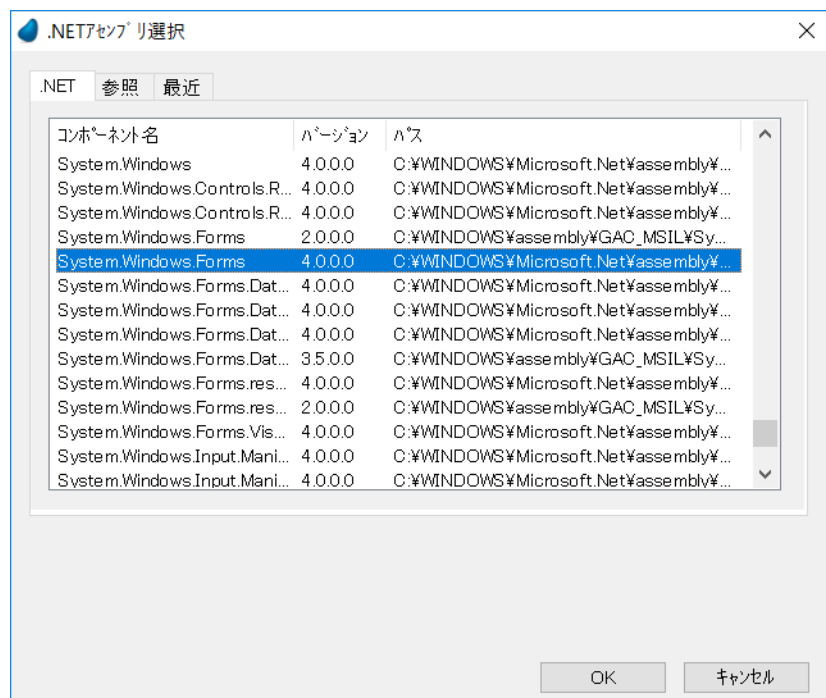 .NETｱｾﾝﾌﾞﾘ選択
.NET 参照 最近
ｺﾝﾎﾟｰﾈﾝﾄ名 ﾊﾞｰｼﾞｮﾝ ﾊﾟｽ
System.Windows 4.0.0.0 C:¥WINDOWS¥Microsoft.Net¥assembly¥...
System.Windows.Controls.R... 4.0.0.0 C:¥WINDOWS¥Microsoft.Net¥assembly¥...
System.Windows.Controls.R... 4.0.0.0 C:¥WINDOWS¥Microsoft.Net¥assembly¥...
System.Windows.Forms 2.0.0.0 C:¥WINDOWS¥assembly¥GAC_MSIL¥Sy...
System.Windows.Forms 4.0.0.0 C:¥WINDOWS¥Microsoft.Net¥assembly¥...
System.Windows.Forms.Dat... 4.0.0.0 C:¥WINDOWS¥Microsoft.Net¥assembly¥...
System.Windows.Forms.Dat... 4.0.0.0 C:¥WINDOWS¥Microsoft.Net¥assembly¥...
System.Windows.Forms.Dat... 4.0.0.0 C:¥WINDOWS¥Microsoft.Net¥assembly¥...
System.Windows.Forms.Dat... 3.5.0.0 C:¥WINDOWS¥assembly¥GAC_MSIL¥Sy...
System.Windows.Forms.res... 4.0.0.0 C:¥WINDOWS¥Microsoft.Net¥assembly¥...
System.Windows.Forms.res... 2.0.0.0 C:¥WINDOWS¥assembly¥GAC_MSIL¥Sy...
System.Windows.Forms.Vis... 4.0.0.0 C:¥WINDOWS¥Microsoft.Net¥assembly¥...
System.Windows.Input.Mani... 4.0.0.0 C:¥WINDOWS¥Microsoft.Net¥assembly¥...
System.Windows.Input.Mani... 4.0.0.0 C:¥WINDOWS¥Microsoft.Net¥assembly¥...
OK ｷｬﾝｾﾙ